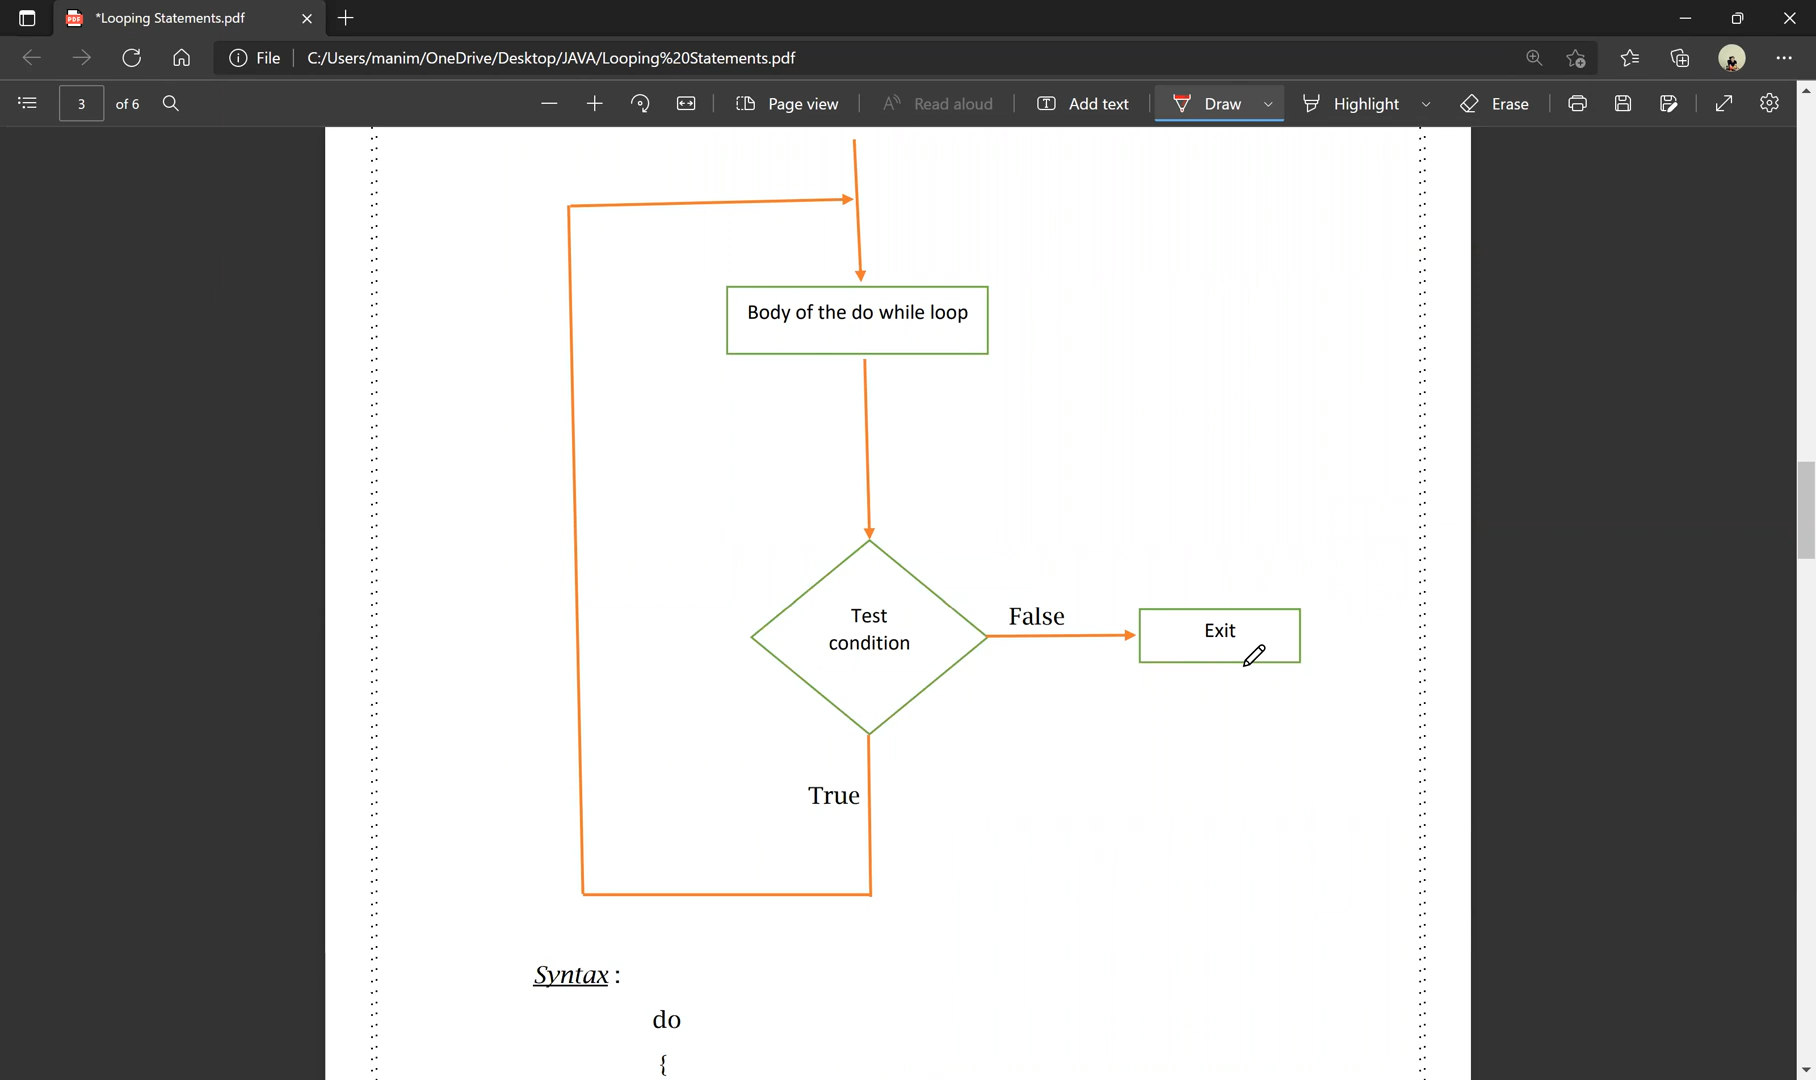 *Looping Statements.pdf
File
C:/Users/manim/OneDrive/Desktop/JAVA/Looping%20Statements.pdf
3 of 6
Page view
Read aloud
Add text
Draw
Highlight
Erase
Body of the do while loop
Test
condition
False
Exit
True
Syntax :
do
{